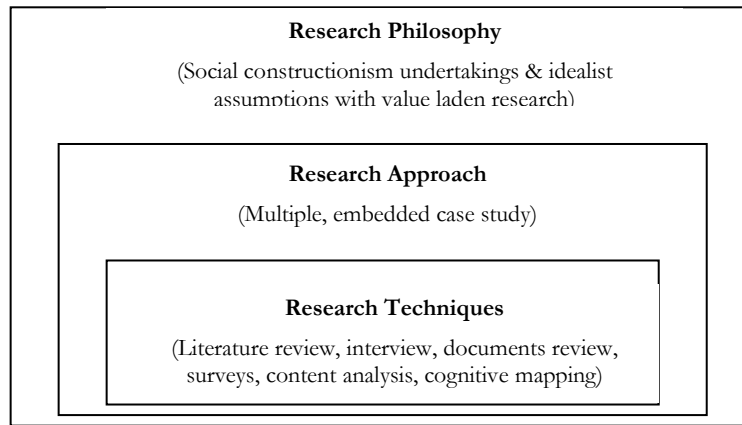 Research Philosophy
(Social constructionism undertakings & idealist
assumptions with value laden research)
Research Approach
(Multiple, embedded case study)
Research Techniques
(Literature review, interview, documents review,
surveys, content analysis, cognitive mapping)